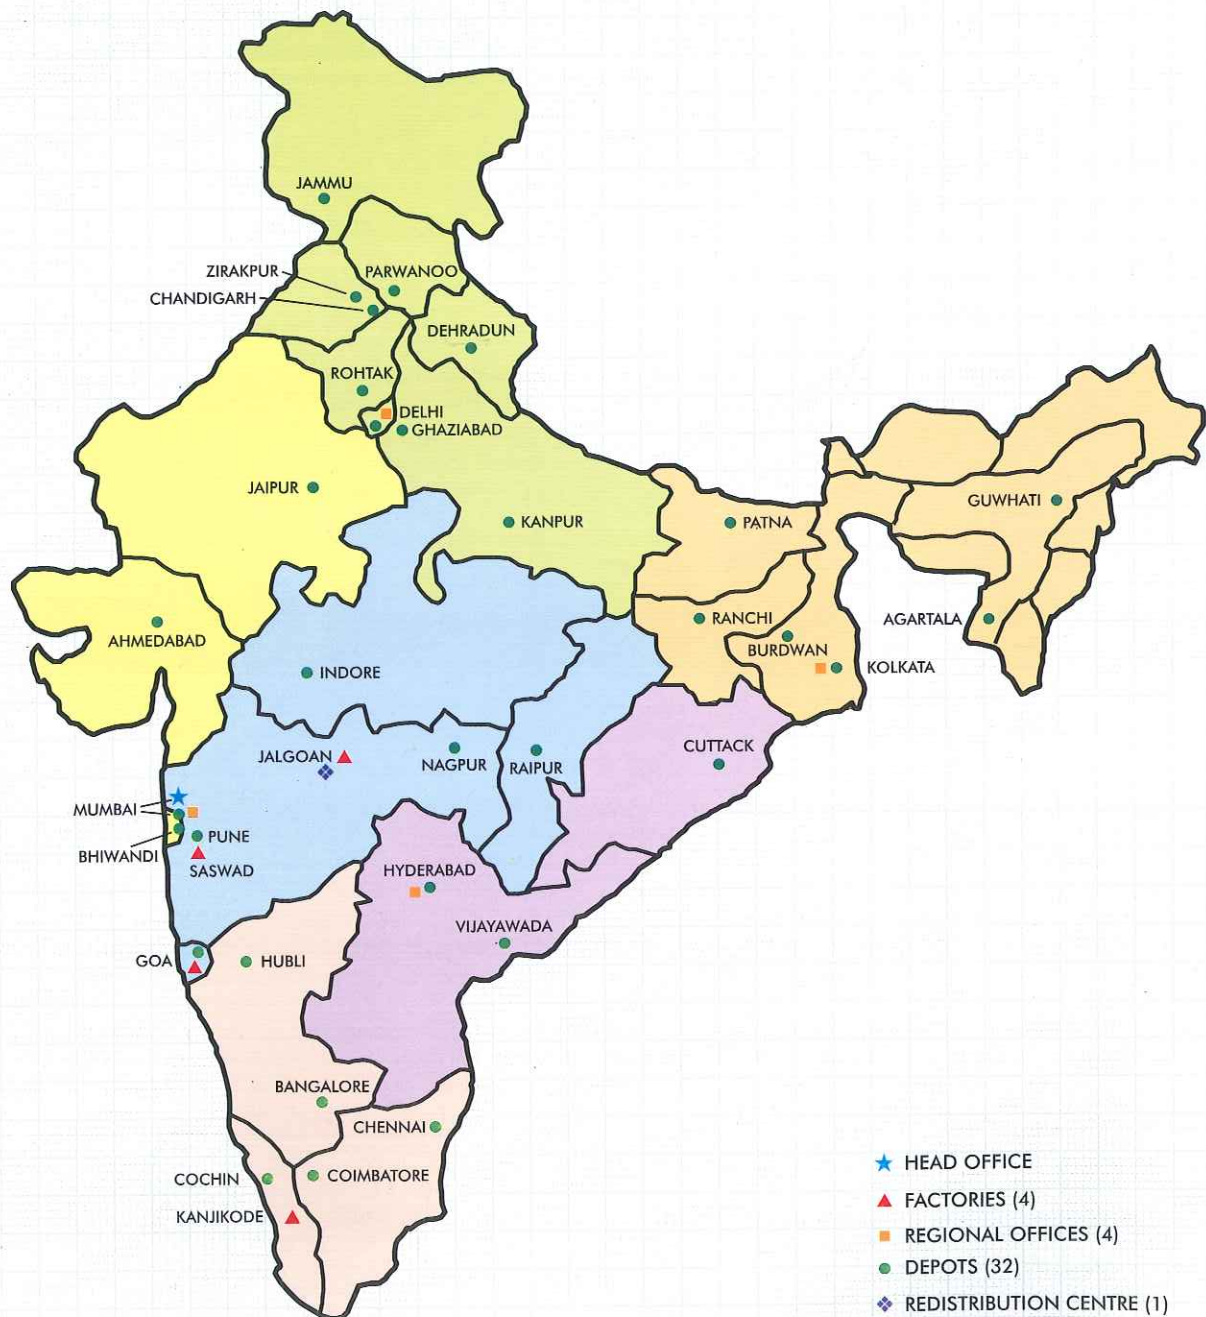 JAMMU
ZIRAKPUR
PARWANOO
CHANDIGARH
DEHRADUN
ROHTAK
DELHI
GHAZIABAD
JAIPUR
KANPUR
PATNA
GUWHATI
AHMEDABAD
RANCHI
AGARTALA
BURDWAN
KOLKATA
INDORE
JALGOAN
NAGPUR
RAIPUR
CUTTACK
MUMBAI
PUNE
BHIWANDI
SASWAD
HYDERABAD
VIJAYAWADA
GOA
HUBLI
BANGALORE
CHENNAI
COCHIN
COIMBATORE
KANJIKODE
HEAD OFFICE
FACTORIES (4)
REGIONAL OFFICES (4)
DEPOTS (32)
REDISTRIBUTION CENTRE (1)